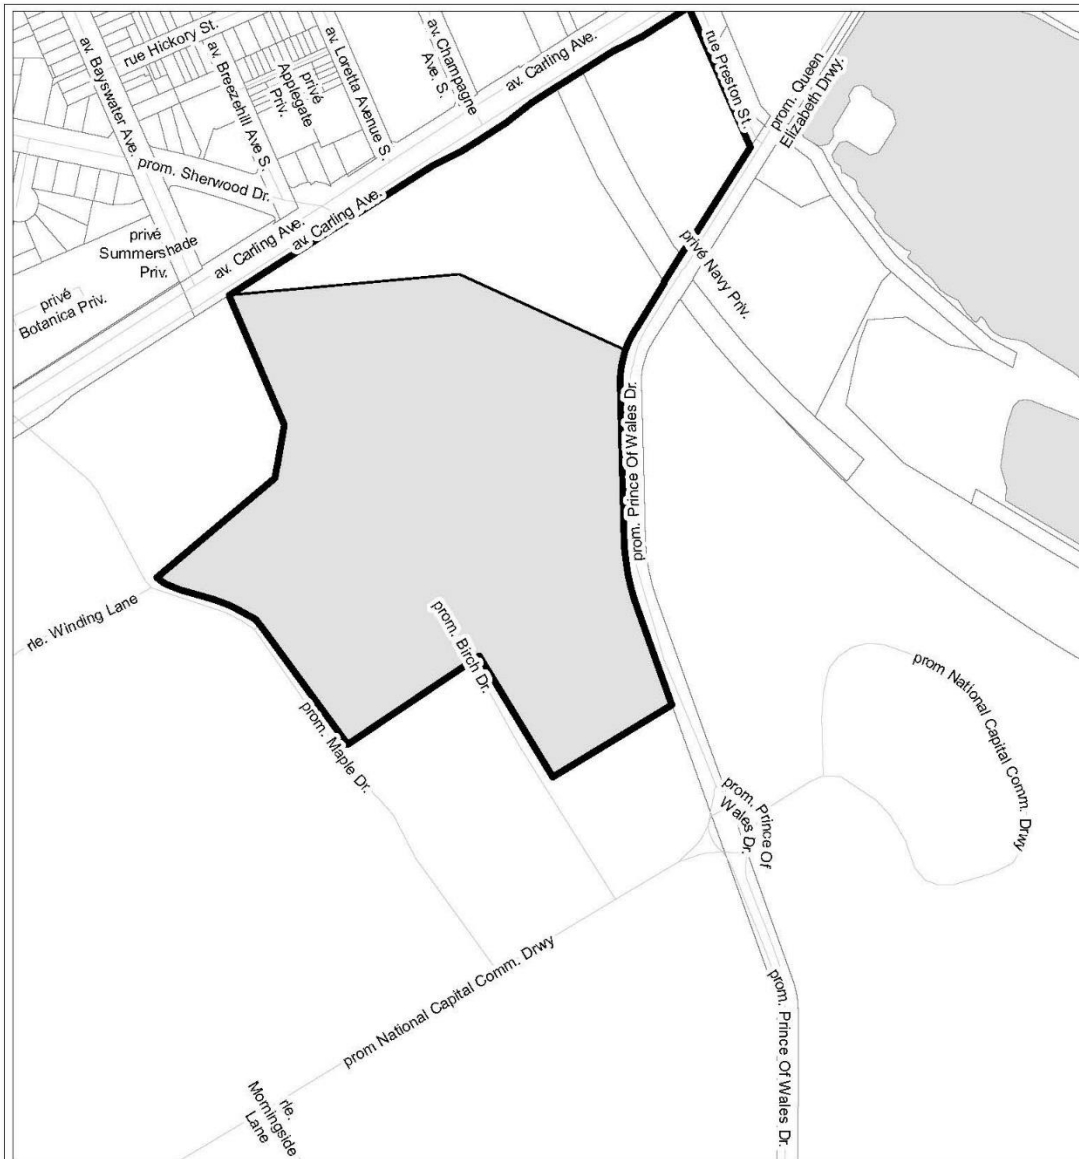 rue Hickory St.
av. Bayswater Ave.
av. Breezehill Ave S.
privé
Applegate
Priv.
av. Loretta Avenue S.
av. Champagne
Ave. S.
av. Carling Ave.
rue Preston St.
prom. Queen
Elizabeth Drwy.
prom. Sherwood Dr.
privé
Summershade
Priv.
av. Carling Ave.
av. Carling Ave.
privé
Botanica Priv.
privé Navy Priv.
prom. Prince Of Wales Dr.
rle. Winding Lane
prom. Birch Dr.
prom. Maple Dr.
prom National Capital Comm. Drwy
prom. Prince Of
Wales Dr.
prom National Capital Comm. Drwy
prom. Prince Of Wales Dr.
rle.
Morningside
Lane